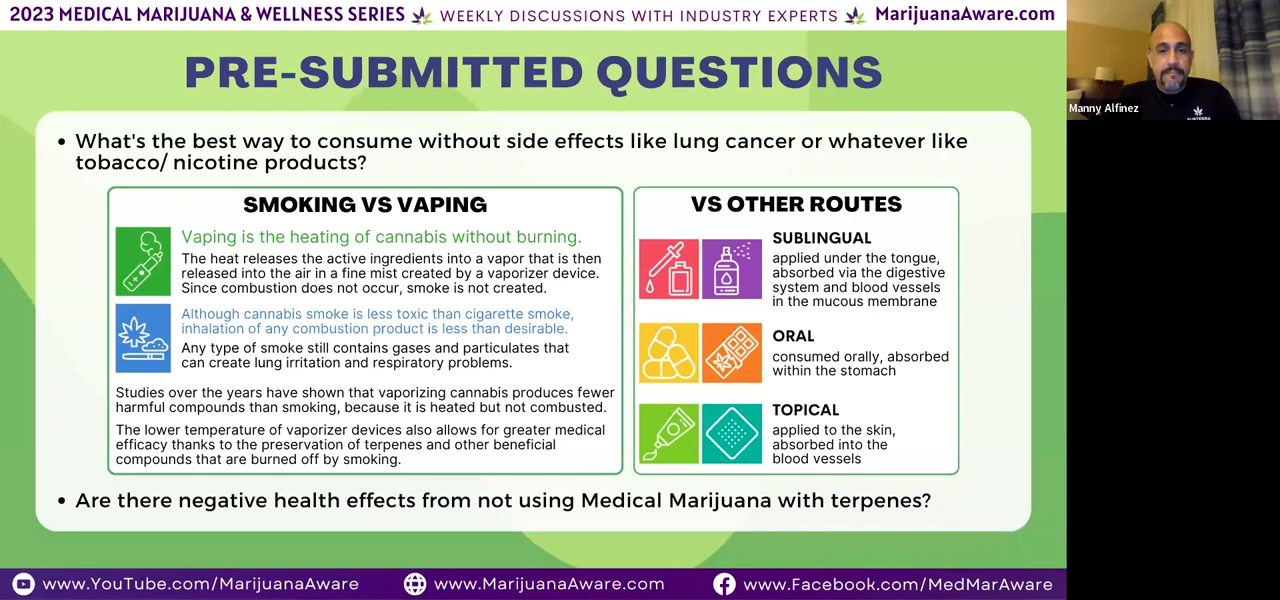 2023 MEDICAL MARIJUANA & WELLNESS SERIES WEEKLY DISCUSSIONS WITH INDUSTRY EXPERTS MarijuanaAware.com
Manny Alfinez
PRE-SUBMITTED QUESTIONS
• What's the best way to consume without side effects like lung cancer or whatever like
tobacco/ nicotine products?
SMOKING VS VAPING
Vaping is the heating of cannabis without burning.
The heat releases the active ingredients into a vapor that is then
released into the air in a fine mist created by a vaporizer device.
Since combustion does not occur, smoke is not created.
Although cannabis smoke is less toxic than cigarette smoke,
inhalation of any combustion product is less than desirable.
Any type of smoke still contains gases and particulates that
can create lung irritation and respiratory problems.
Studies over the years have shown that vaporizing cannabis produces fewer
harmful compounds than smoking, because it is heated but not combusted.
The lower temperature of vaporizer devices also allows for greater medical
efficacy thanks to the preservation of terpenes and other beneficial
compounds that are burned off by smoking.
VS OTHER ROUTES
SUBLINGUAL
applied under the tongue,
absorbed via the digestive
system and blood vessels
in the mucous membrane
ORAL
consumed orally, absorbed
within the stomach
TOPICAL
applied to the skin,
absorbed into the
blood vessels
• Are there negative health effects from not using Medical Marijuana with terpenes?
www.YouTube.com/MarijuanaAware www.MarijuanaAware.com www.Facebook.com/MedMarAware